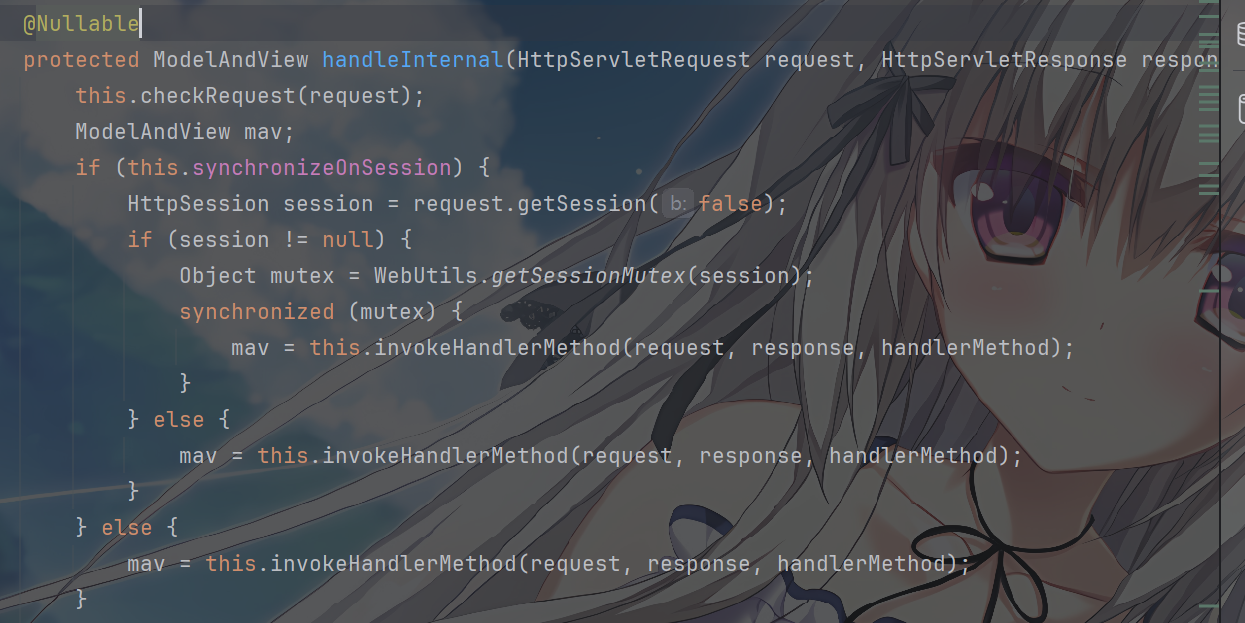 @Nullable
protected ModelAndView handleInternal(HttpServletRequest request, HttpServletResponse respon
this.checkRequest(request);
ModelAndView mav;
if (this.synchronizeOnSession) {
HttpSession session = request.getSession( b: false);
if (session != null) {
Object mutex = WebUtils.getSessionMutex(session);
synchronized (mutex) {
mav = this.invokeHandlerMethod(request, response, handlerMethod);
}
} else {
mav = this.invokeHandlerMethod(request, response, handlerMethod);
}
} else {
mav = this.invokeHandlerMethod(request, response, handlerMethod);
}